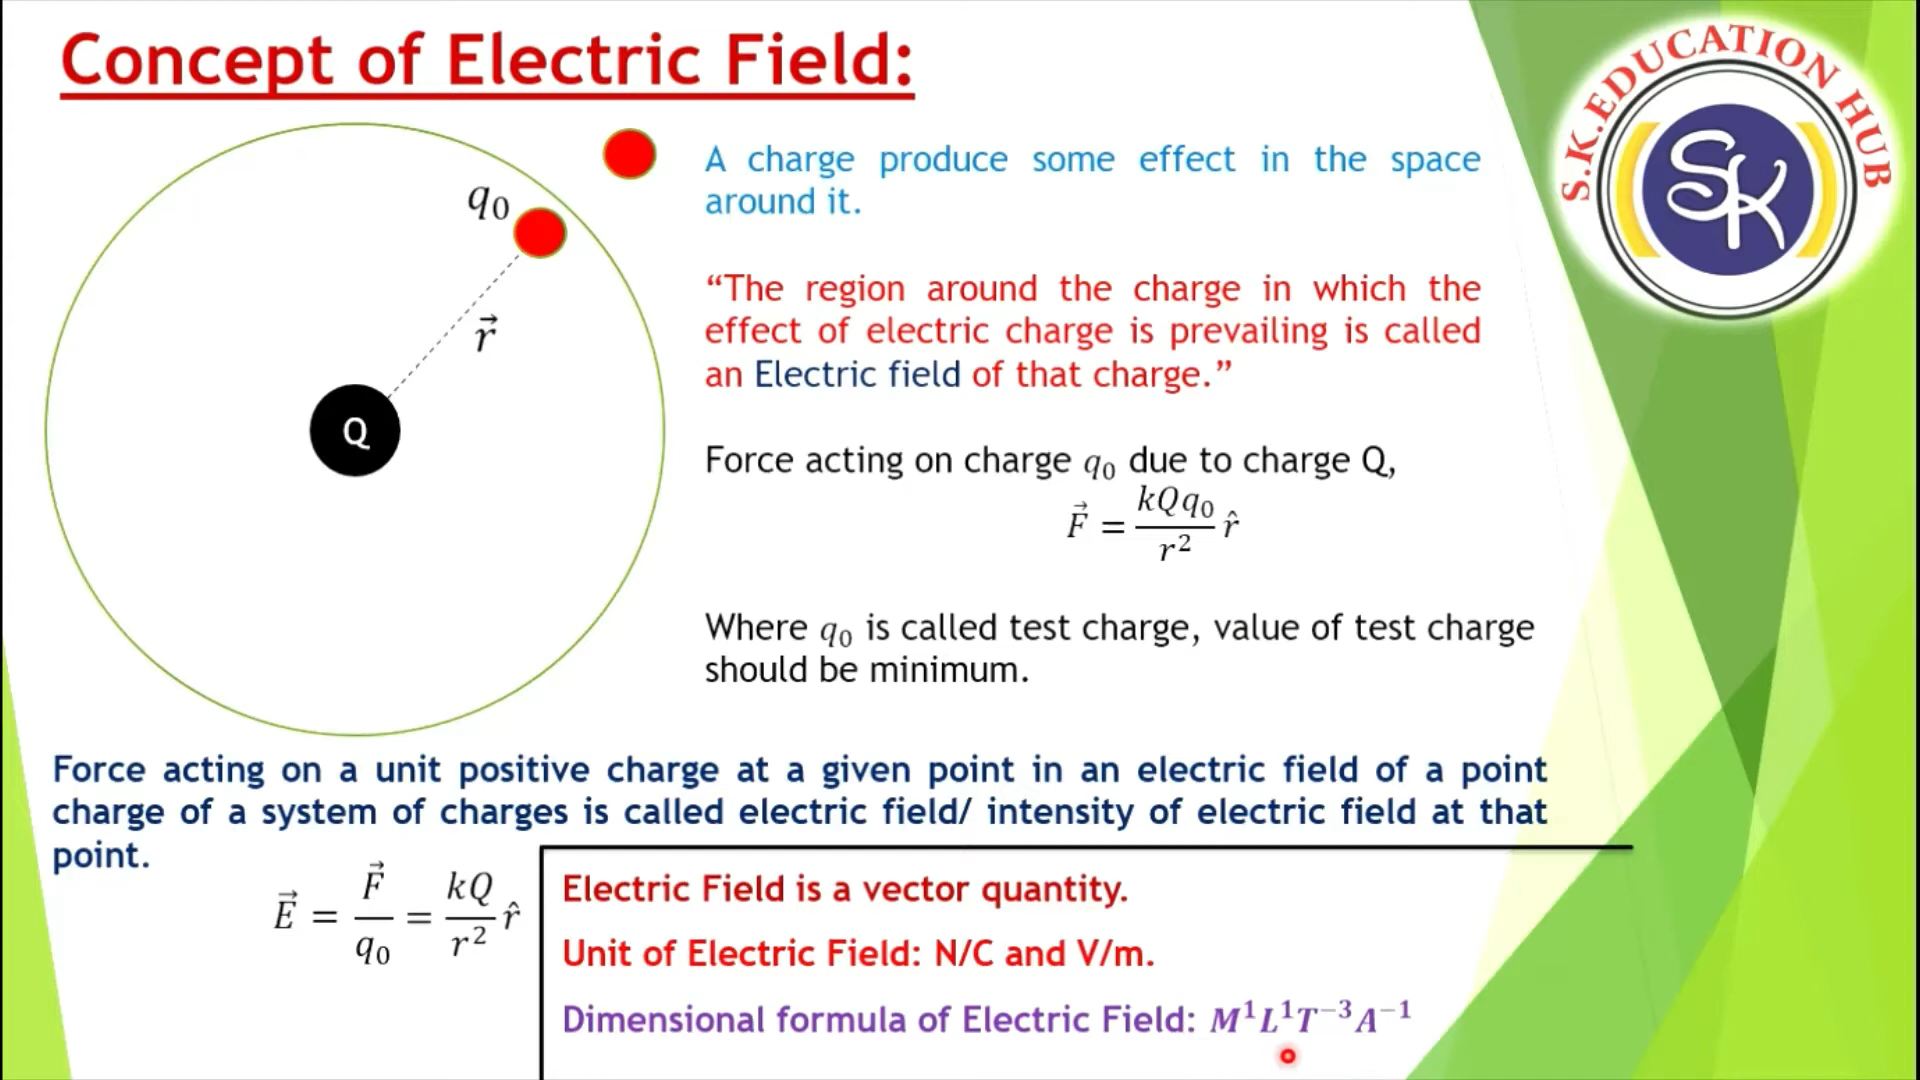 Concept of Electric Field:
S.K.EDUCATION HUB
SK
q₀
r⃗
Q
A charge produce some effect in the space
around it.
“The region around the charge in which the
effect of electric charge is prevailing is called
an Electric field of that charge.”
Force acting on charge q₀ due to charge Q,
F⃗ = kQq₀/r² r̂
Where q₀ is called test charge, value of test charge
should be minimum.
Force acting on a unit positive charge at a given point in an electric field of a point
charge of a system of charges is called electric field/ intensity of electric field at that
point.
E⃗ = F⃗/q₀ = kQ/r² r̂
Electric Field is a vector quantity.
Unit of Electric Field: N/C and V/m.
Dimensional formula of Electric Field: M¹L¹T⁻³A⁻¹